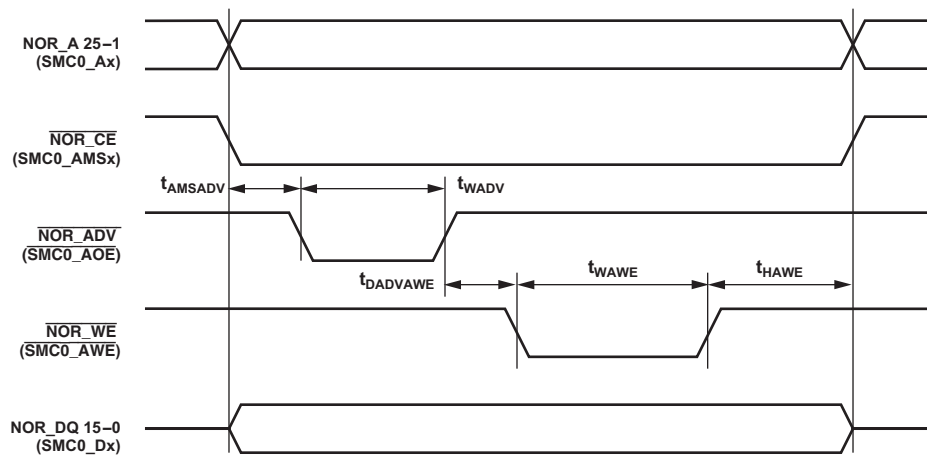 NOR_A 25–1
(SMC0_Ax)
NOR_CE
(SMC0_AMSx)
tAMSADV
tWADV
NOR_ADV
(SMC0_AOE)
tDADVAWE
tWAWE
tHAWE
NOR_WE
(SMC0_AWE)
NOR_DQ 15–0
(SMC0_Dx)